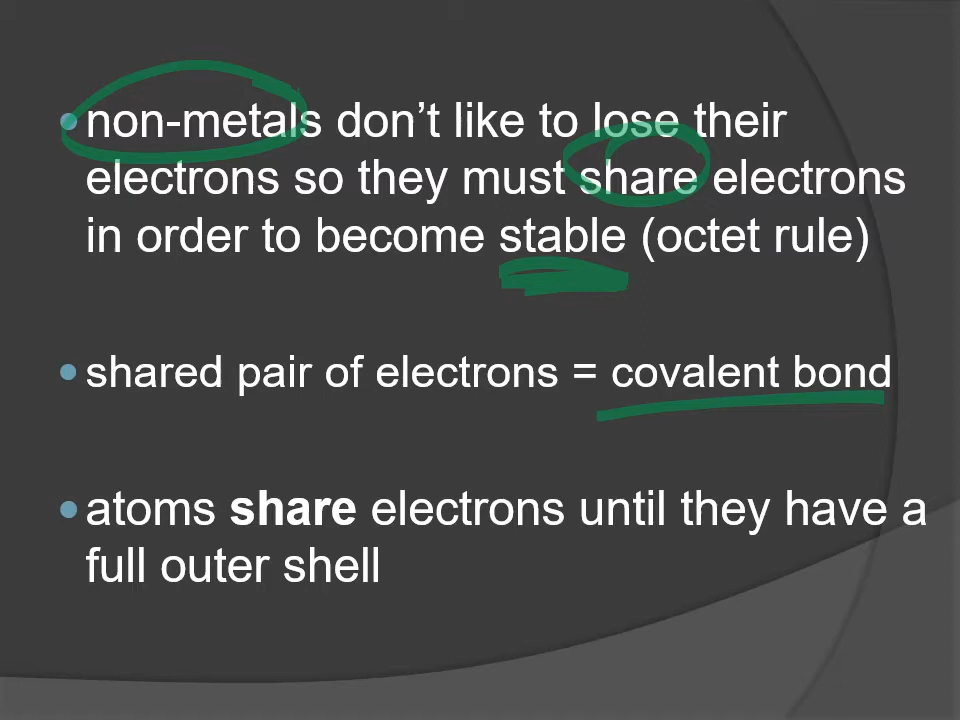 • non-metals don’t like to lose their
electrons so they must share electrons
in order to become stable (octet rule)
• shared pair of electrons = covalent bond
• atoms share electrons until they have a
full outer shell